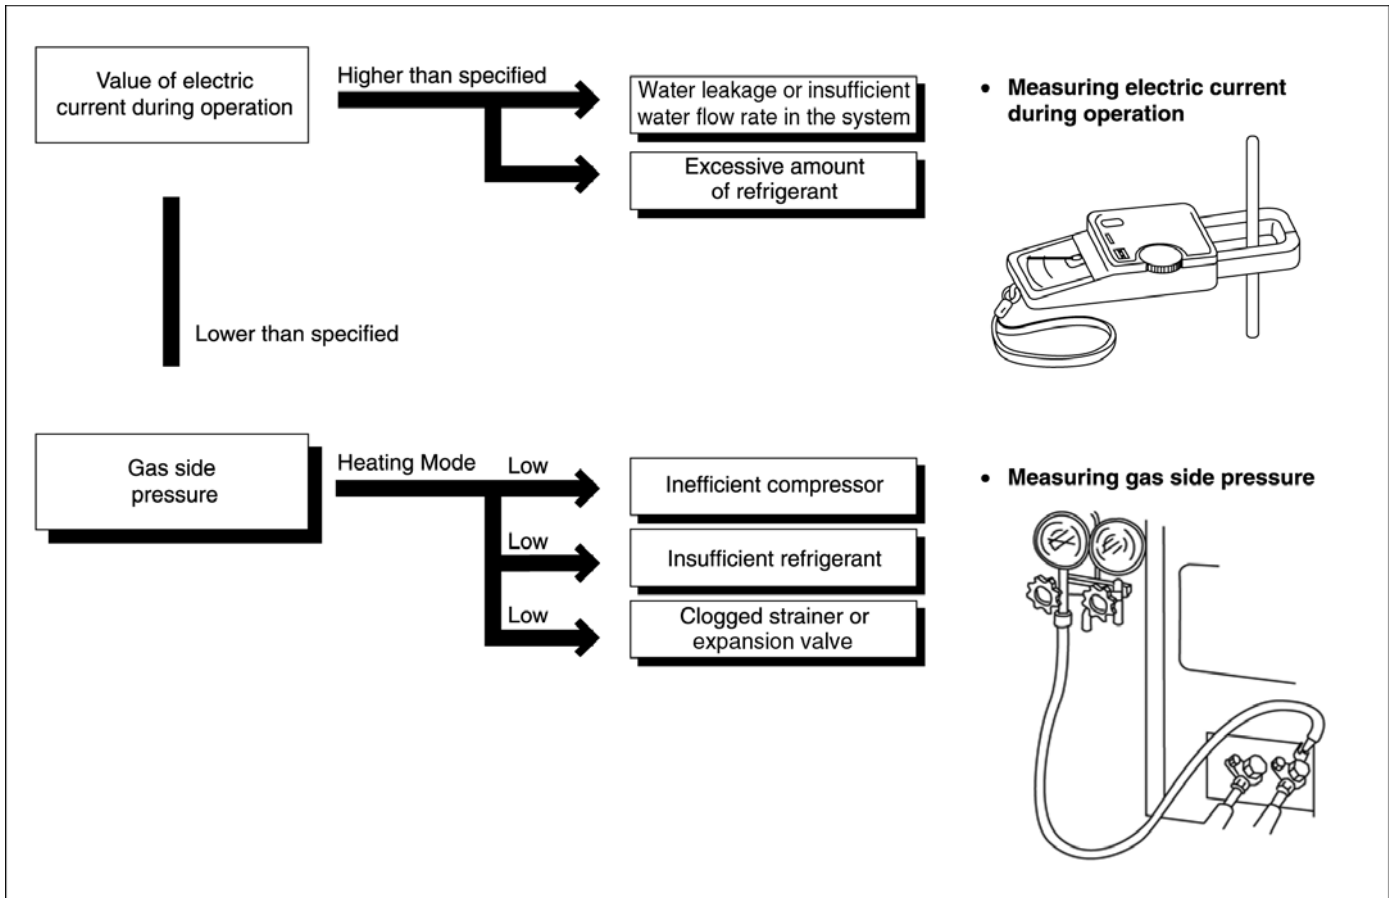 Value of electric
current during operation
Higher than specified
Water leakage or insufficient
water flow rate in the system
Excessive amount
of refrigerant
• Measuring electric current
during operation
Lower than specified
Gas side
pressure
Heating Mode
Low
Inefficient compressor
Low
Insufficient refrigerant
Low
Clogged strainer or
expansion valve
• Measuring gas side pressure